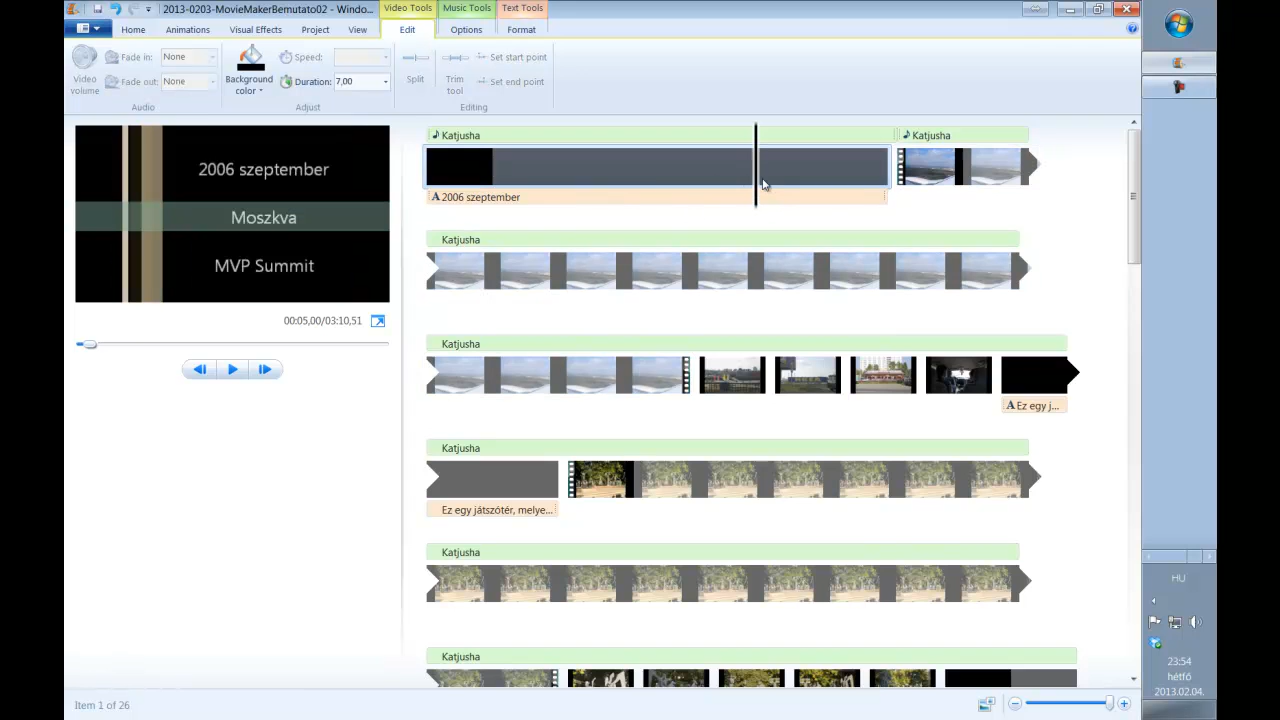 Video Tools
Music Tools
Text Tools
2013-0203-MovieMakerBemutato02 - Windo...
Home
Animations
Visual Effects
Project
View
Edit
Options
Format
Video volume
Fade in: None
Fade out: None
Audio
Background color
Speed:
Duration: 7,00
Adjust
Split
Trim tool
Set start point
Set end point
Editing
2006 szeptember
Moszkva
MVP Summit
00:05,00/03:10,51
Katjusha
Katjusha
A 2006 szeptember
Katjusha
Katjusha
A Ez egy j...
Katjusha
Ez egy játszótér, melye...
Katjusha
Katjusha
Item 1 of 26
HU
23:54
hétfő
2013.02.04.